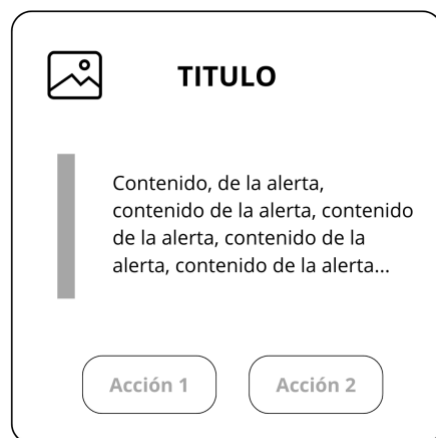 TITULO
Contenido, de la alerta,
contenido de la alerta, contenido
de la alerta, contenido de la
alerta, contenido de la alerta...
Acción 1
Acción 2